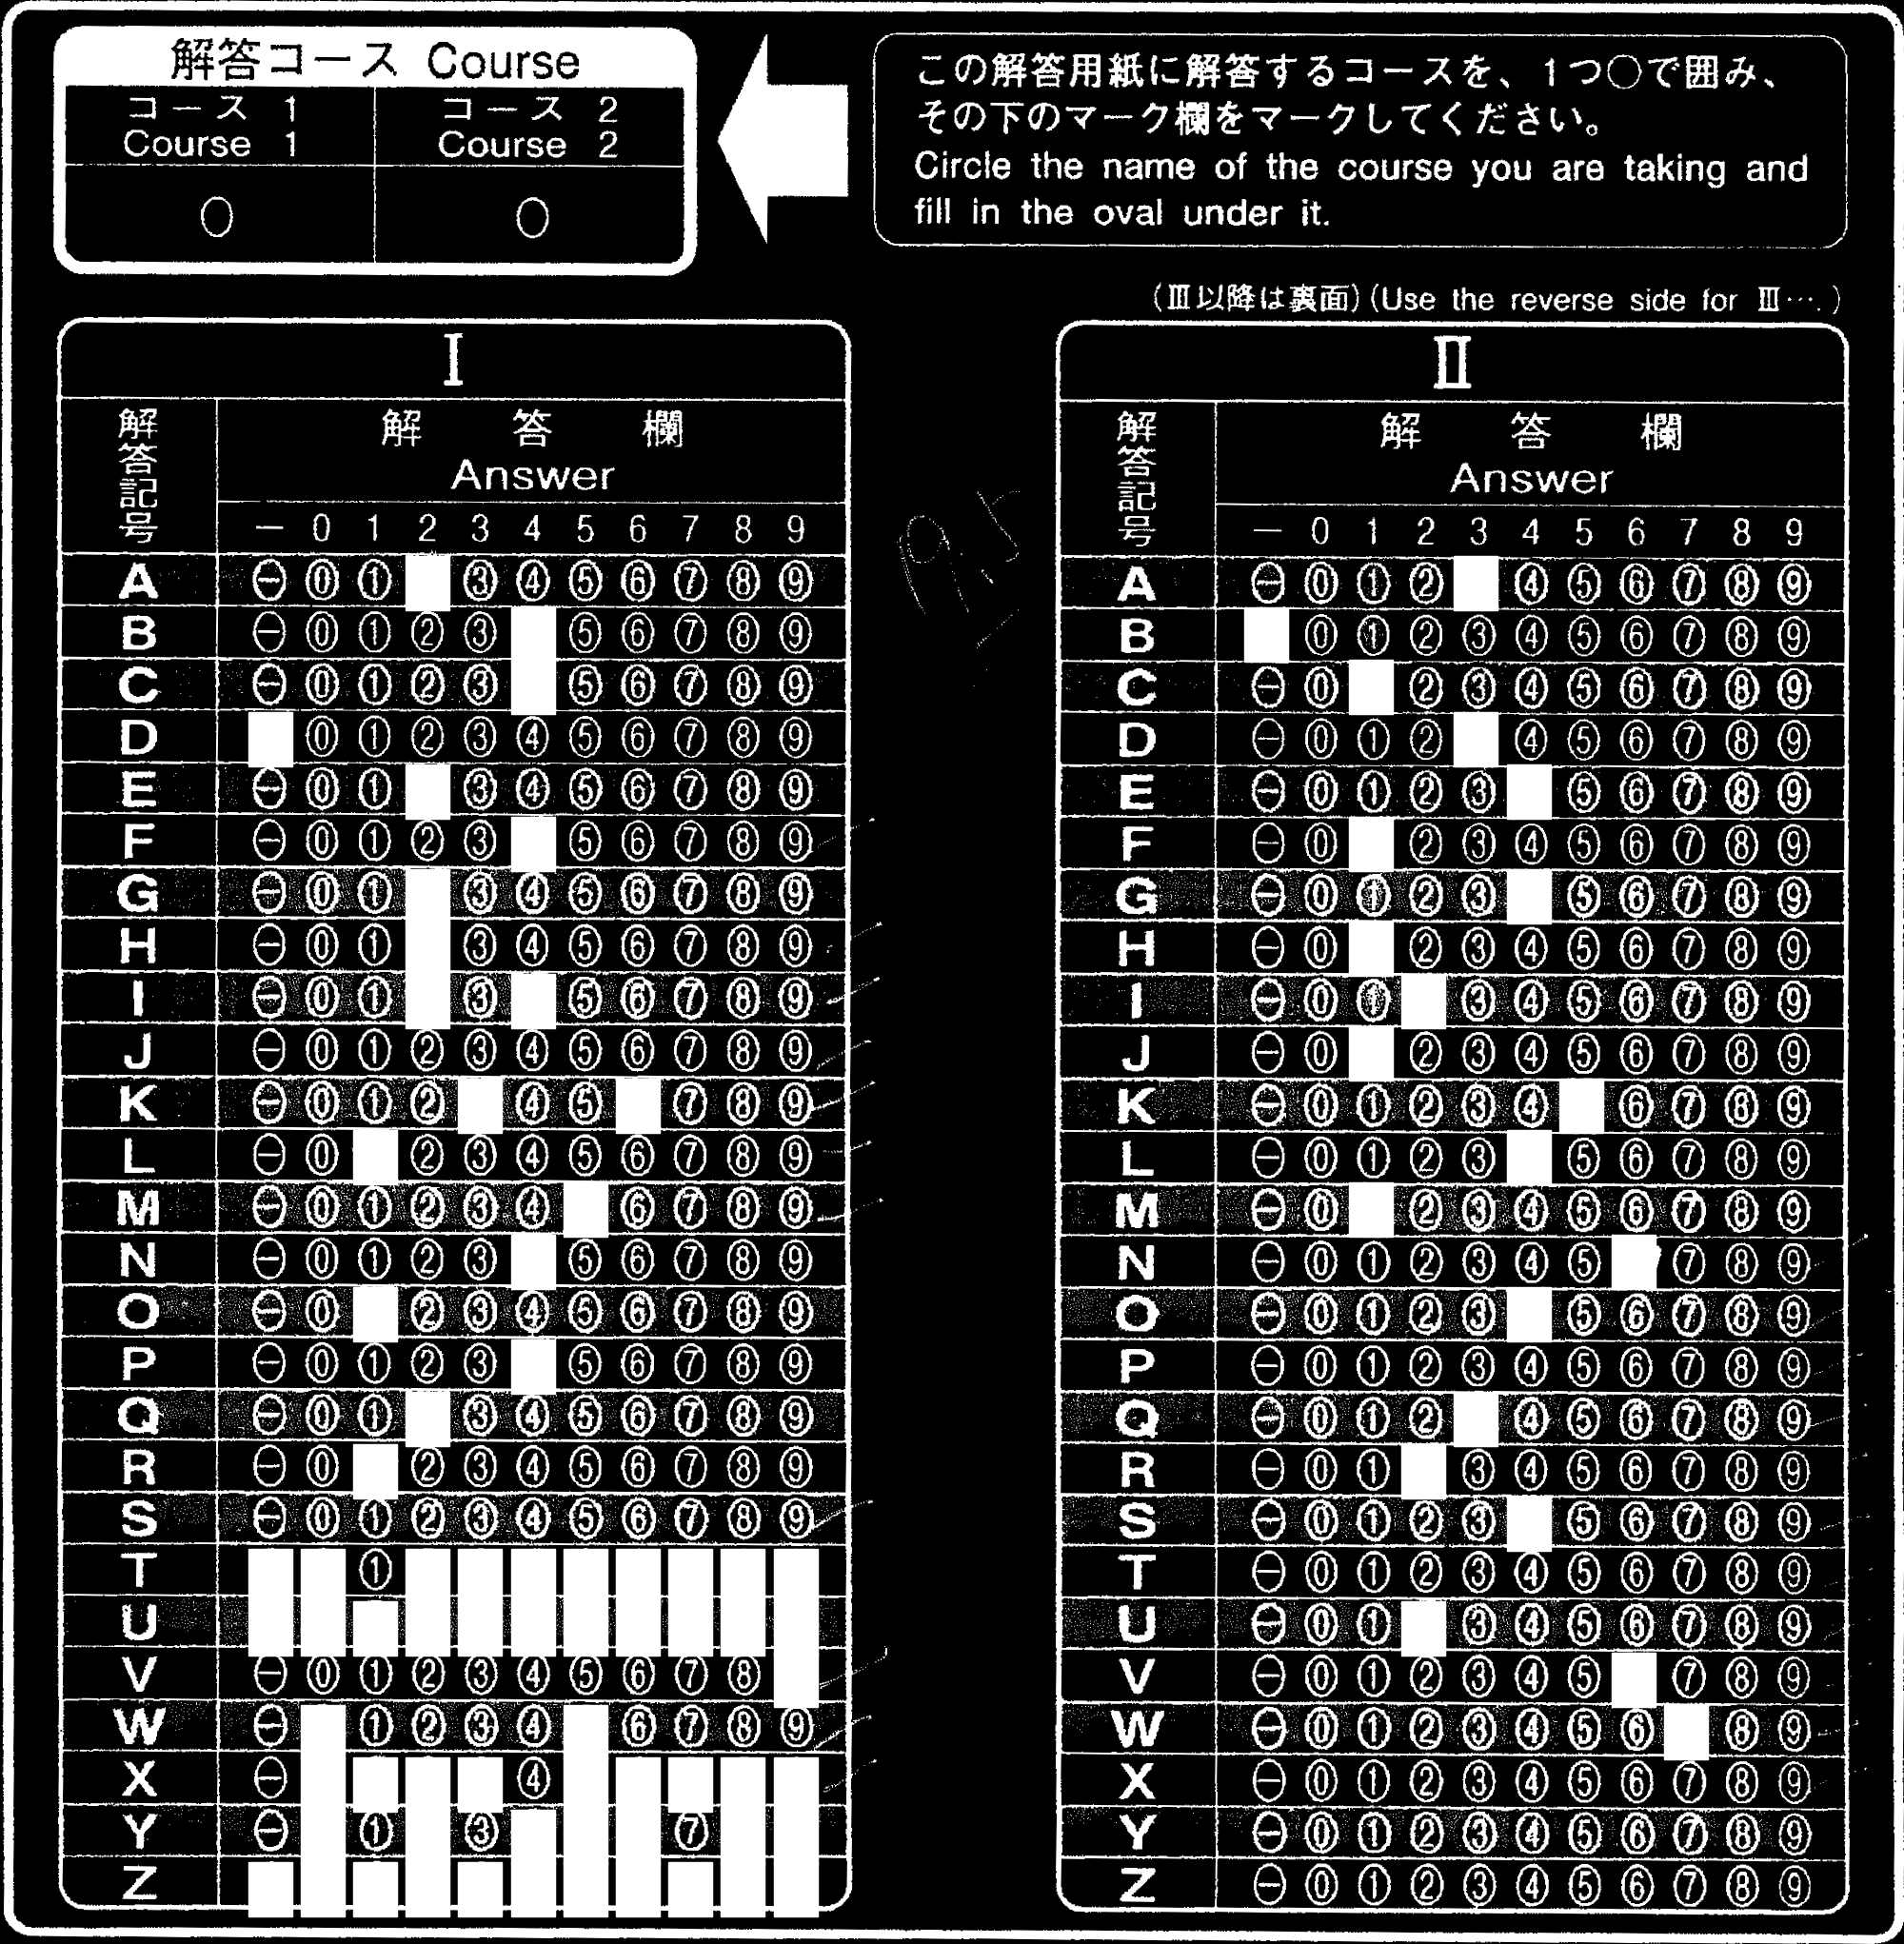 解答コース Course
コース 1
Course 1
コース 2
Course 2
この解答用紙に解答するコースを、1つ○で囲み、
その下のマーク欄をマークしてください。
Circle the name of the course you are taking and
fill in the oval under it.
(Ⅲ以降は裏面)(Use the reverse side for Ⅲ….)
Ⅰ
解答記号
解答欄
Answer
— 0 1 2 3 4 5 6 7 8 9
A ⊖ ⓪ ① ③ ④ ⑤ ⑥ ⑦ ⑧ ⑨
B ⊖ ⓪ ① ② ③ ⑤ ⑥ ⑦ ⑧ ⑨
C ⊖ ⓪ ① ② ③ ⑤ ⑥ ⑦ ⑧ ⑨
D ⓪ ① ② ③ ④ ⑤ ⑥ ⑦ ⑧ ⑨
E ⊖ ⓪ ① ③ ④ ⑤ ⑥ ⑦ ⑧ ⑨
F ⊖ ⓪ ① ② ③ ⑤ ⑥ ⑦ ⑧ ⑨
G ⊖ ⓪ ① ③ ④ ⑤ ⑥ ⑦ ⑧ ⑨
H ⊖ ⓪ ① ③ ④ ⑤ ⑥ ⑦ ⑧ ⑨
I ⊖ ⓪ ① ③ ⑤ ⑥ ⑦ ⑧ ⑨
J ⊖ ⓪ ① ② ③ ④ ⑤ ⑥ ⑦ ⑧ ⑨
K ⊖ ⓪ ① ② ④ ⑤ ⑦ ⑧ ⑨
L ⊖ ⓪ ② ③ ④ ⑤ ⑥ ⑦ ⑧ ⑨
M ⊖ ⓪ ① ② ③ ④ ⑥ ⑦ ⑧ ⑨
N ⊖ ⓪ ① ② ③ ⑤ ⑥ ⑦ ⑧ ⑨
O ⊖ ⓪ ② ③ ④ ⑤ ⑥ ⑦ ⑧ ⑨
P ⊖ ⓪ ① ② ③ ⑤ ⑥ ⑦ ⑧ ⑨
Q ⊖ ⓪ ① ③ ④ ⑤ ⑥ ⑦ ⑧ ⑨
R ⊖ ⓪ ② ③ ④ ⑤ ⑥ ⑦ ⑧ ⑨
S ⊖ ⓪ ① ② ③ ④ ⑤ ⑥ ⑦ ⑧ ⑨
T ①
U
V ⊖ ⓪ ① ② ③ ④ ⑤ ⑥ ⑦ ⑧
W ⊖ ① ② ③ ④ ⑥ ⑦ ⑧ ⑨
X ⊖ ④
Y ⊖ ① ③ ⑦
Z
Ⅱ
解答記号
解答欄
Answer
— 0 1 2 3 4 5 6 7 8 9
A ⊖ ⓪ ① ② ④ ⑤ ⑥ ⑦ ⑧ ⑨
B ⓪ ① ② ③ ④ ⑤ ⑥ ⑦ ⑧ ⑨
C ⊖ ⓪ ② ③ ④ ⑤ ⑥ ⑦ ⑧ ⑨
D ⊖ ⓪ ① ② ④ ⑤ ⑥ ⑦ ⑧ ⑨
E ⊖ ⓪ ① ② ③ ⑤ ⑥ ⑦ ⑧ ⑨
F ⊖ ⓪ ② ③ ④ ⑤ ⑥ ⑦ ⑧ ⑨
G ⊖ ⓪ ① ② ③ ⑤ ⑥ ⑦ ⑧ ⑨
H ⊖ ⓪ ② ③ ④ ⑤ ⑥ ⑦ ⑧ ⑨
I ⊖ ⓪ ① ③ ④ ⑤ ⑥ ⑦ ⑧ ⑨
J ⊖ ⓪ ② ③ ④ ⑤ ⑥ ⑦ ⑧ ⑨
K ⊖ ⓪ ① ② ③ ④ ⑥ ⑦ ⑧ ⑨
L ⊖ ⓪ ① ② ③ ⑤ ⑥ ⑦ ⑧ ⑨
M ⊖ ⓪ ② ③ ④ ⑤ ⑥ ⑦ ⑧ ⑨
N ⊖ ⓪ ① ② ③ ④ ⑤ ⑦ ⑧ ⑨
O ⊖ ⓪ ① ② ③ ⑤ ⑥ ⑦ ⑧ ⑨
P ⊖ ⓪ ① ② ③ ④ ⑤ ⑥ ⑦ ⑧ ⑨
Q ⊖ ⓪ ① ② ④ ⑤ ⑥ ⑦ ⑧ ⑨
R ⊖ ⓪ ① ③ ④ ⑤ ⑥ ⑦ ⑧ ⑨
S ⊖ ⓪ ① ② ③ ⑤ ⑥ ⑦ ⑧ ⑨
T ⊖ ⓪ ① ② ③ ④ ⑤ ⑥ ⑦ ⑧ ⑨
U ⊖ ⓪ ① ③ ④ ⑤ ⑥ ⑦ ⑧ ⑨
V ⊖ ⓪ ① ② ③ ④ ⑤ ⑦ ⑧ ⑨
W ⊖ ⓪ ① ② ③ ④ ⑤ ⑥ ⑧ ⑨
X ⊖ ⓪ ① ② ③ ④ ⑤ ⑥ ⑦ ⑧ ⑨
Y ⊖ ⓪ ① ② ③ ④ ⑤ ⑥ ⑦ ⑧ ⑨
Z ⊖ ⓪ ① ② ③ ④ ⑤ ⑥ ⑦ ⑧ ⑨